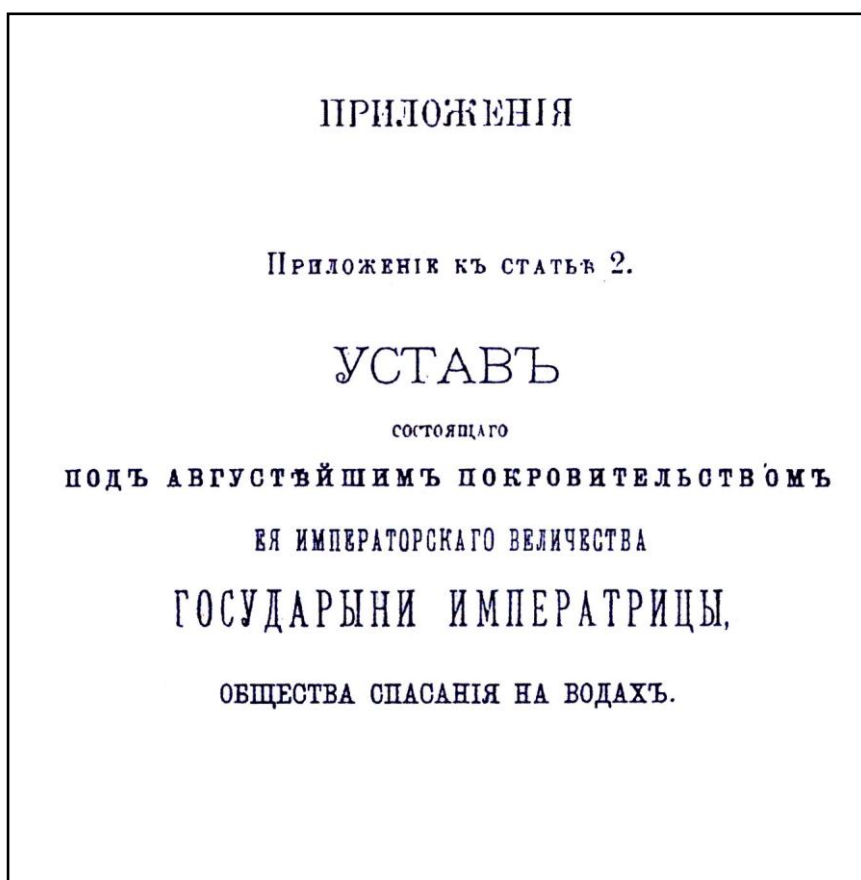 ПРИЛОЖЕНІЯ
Приложеніе къ статьѣ 2.
УСТАВЪ
СОСТОЯЩАГО
ПОДЪ АВГУСТѢЙШИМЪ ПОКРОВИТЕЛЬСТВОМЪ
ЕЯ ИМПЕРАТОРСКАГО ВЕЛИЧЕСТВА
ГОСУДАРЫНИ ИМПЕРАТРИЦЫ,
ОБЩЕСТВА СПАСАНІЯ НА ВОДАХЪ.